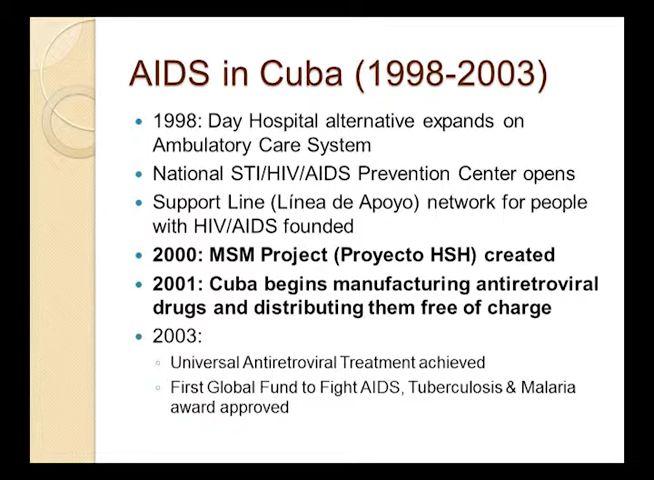 AIDS in Cuba (1998-2003)
1998: Day Hospital alternative expands on
Ambulatory Care System
National STI/HIV/AIDS Prevention Center opens
Support Line (Línea de Apoyo) network for people
with HIV/AIDS founded
2000: MSM Project (Proyecto HSH) created
2001: Cuba begins manufacturing antiretroviral
drugs and distributing them free of charge
2003:
Universal Antiretroviral Treatment achieved
First Global Fund to Fight AIDS, Tuberculosis & Malaria
award approved